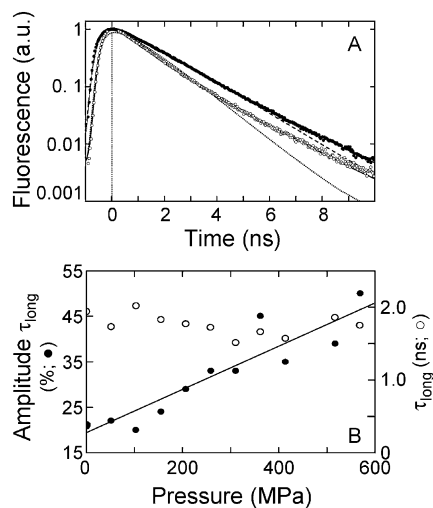 A
Fluorescence (a.u.)
1
0.1
0.01
0.001
0 2 4 6 8
Time (ns)
B
Amplitude τlong
(%; ●)
55
45
35
25
15
τlong (ns; ○)
2.0
1.0
0
0 200 400 600
Pressure (MPa)